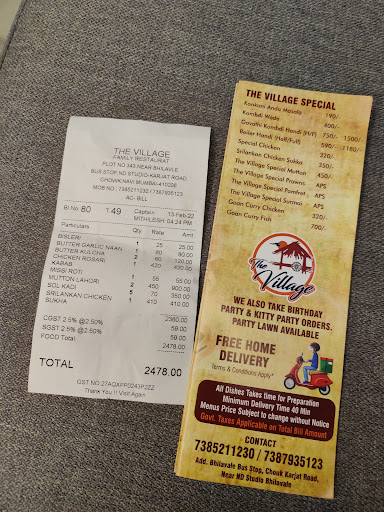 THE VILLAGE
FAMILY RESTAURAT
PLOT NO 343,NEAR BHILAVLE
BUS STOP ND STUDIO-KARJAT ROAD
CHOWK NAVI MUMBAI-410206
MOB NO : 7385211230 / 7387935123
AC- BILL
Bl.No. 80 T 49 Captain 13-Feb-22
MITHLESH 04:24 PM
Particulars Qty Rate Amt
BISLERI 1 25 25.00
BUTTER GARLIC NAAN 1 80 80.00
BUTTER KULCHA 2 60 120.00
CHICKEN ROSARI 1 420 420.00
KABAB
MISSI ROTI 1 55 55.00
MUTTON LAHORI 2 450 900.00
SOL KADI 5 70 350.00
SRILANKAN CHICKEN 1 410 410.00
SUKHA
2360.00
CGST 2.5 @2.50% 59.00
SGST 2.5 @2.50% 59.00
FOOD Total 2478.00
TOTAL 2478.00
GST NO
Thank You !! Visit Again
THE VILLAGE SPECIAL
Konkani Anda Masala 190/-
Kombdi Wade 400/-
Gavathi Kombdi Handi (H/F) 750/- 1500/-
Boiler Handi (Half/Full) 590/- 1180/-
Special Chicken 320/-
Srilankan Chicken Sukka 350/-
The Village Special Mutton 450/-
The Village Special Prawns APS
The Village Special Pomfret APS
The Village Special Surmai APS
Goan Curry Chicken 320/-
Goan Curry Fish 700/-
The Village
WE ALSO TAKE BIRTHDAY
PARTY & KITTY PARTY ORDERS.
PARTY LAWN AVAILABLE
FREE HOME
DELIVERY
Terms & Conditions Apply*
All Dishes Takes time for Preparation
Minimum Delivery Time 40 Min
Menus Price Subject to change without Notice
Govt. Taxes Applicable on Total Bill Amount
CONTACT
7385211230 / 7387935123
Add. Bhilavale Bus Stop, Chouk Karjat Road,
Near ND Studio Bhilavale